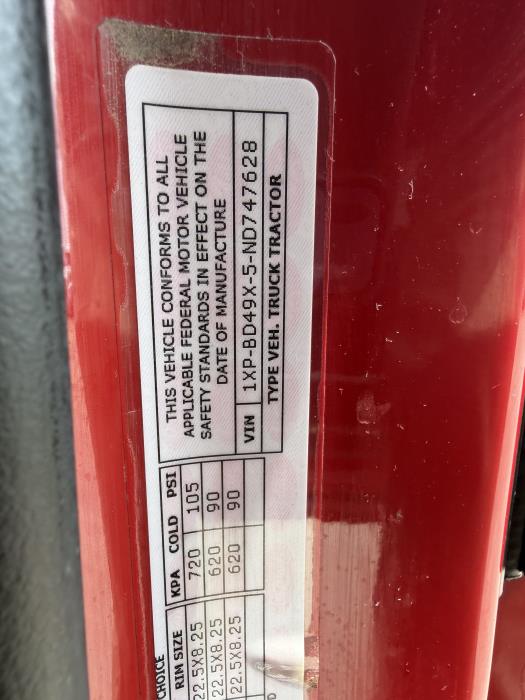 THIS VEHICLE CONFORMS TO ALL
APPLICABLE FEDERAL MOTOR VEHICLE
SAFETY STANDARDS IN EFFECT ON THE
DATE OF MANUFACTURE
VIN 1XP-BD49X-5-ND747628
TYPE VEH. TRUCK TRACTOR
CHOICE
RIM SIZE KPA COLD PSI
22.5X8.25 720 105
22.5X8.25 620 90
22.5X8.25 620 90